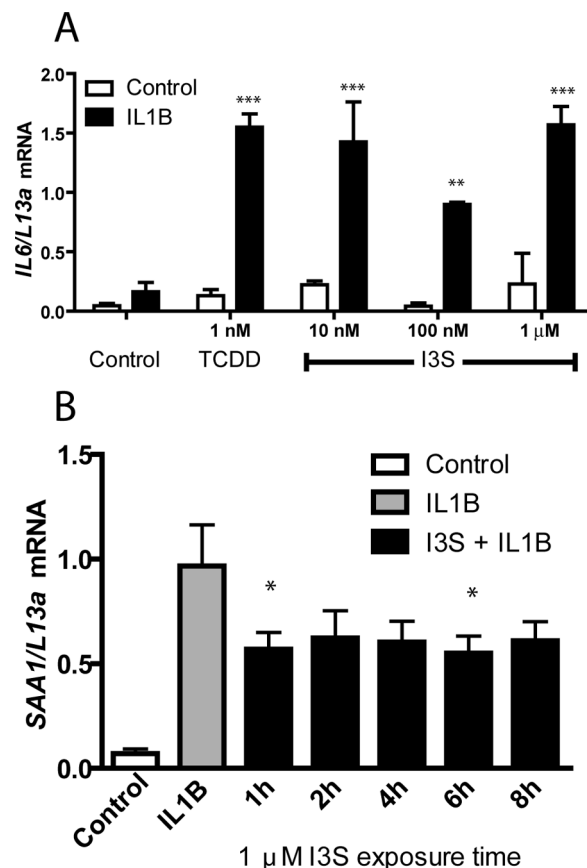 A
Control
IL1B
*** *** ** ***
IL6/L13a mRNA
2.0
1.5
1.0
0.5
0.0
1 nM 10 nM 100 nM 1 µM
Control TCDD I3S
B
Control
IL1B
I3S + IL1B
* *
SAA1/L13a mRNA
1.5
1.0
0.5
0.0
Control IL1B 1h 2h 4h 6h 8h
1 µM I3S exposure time